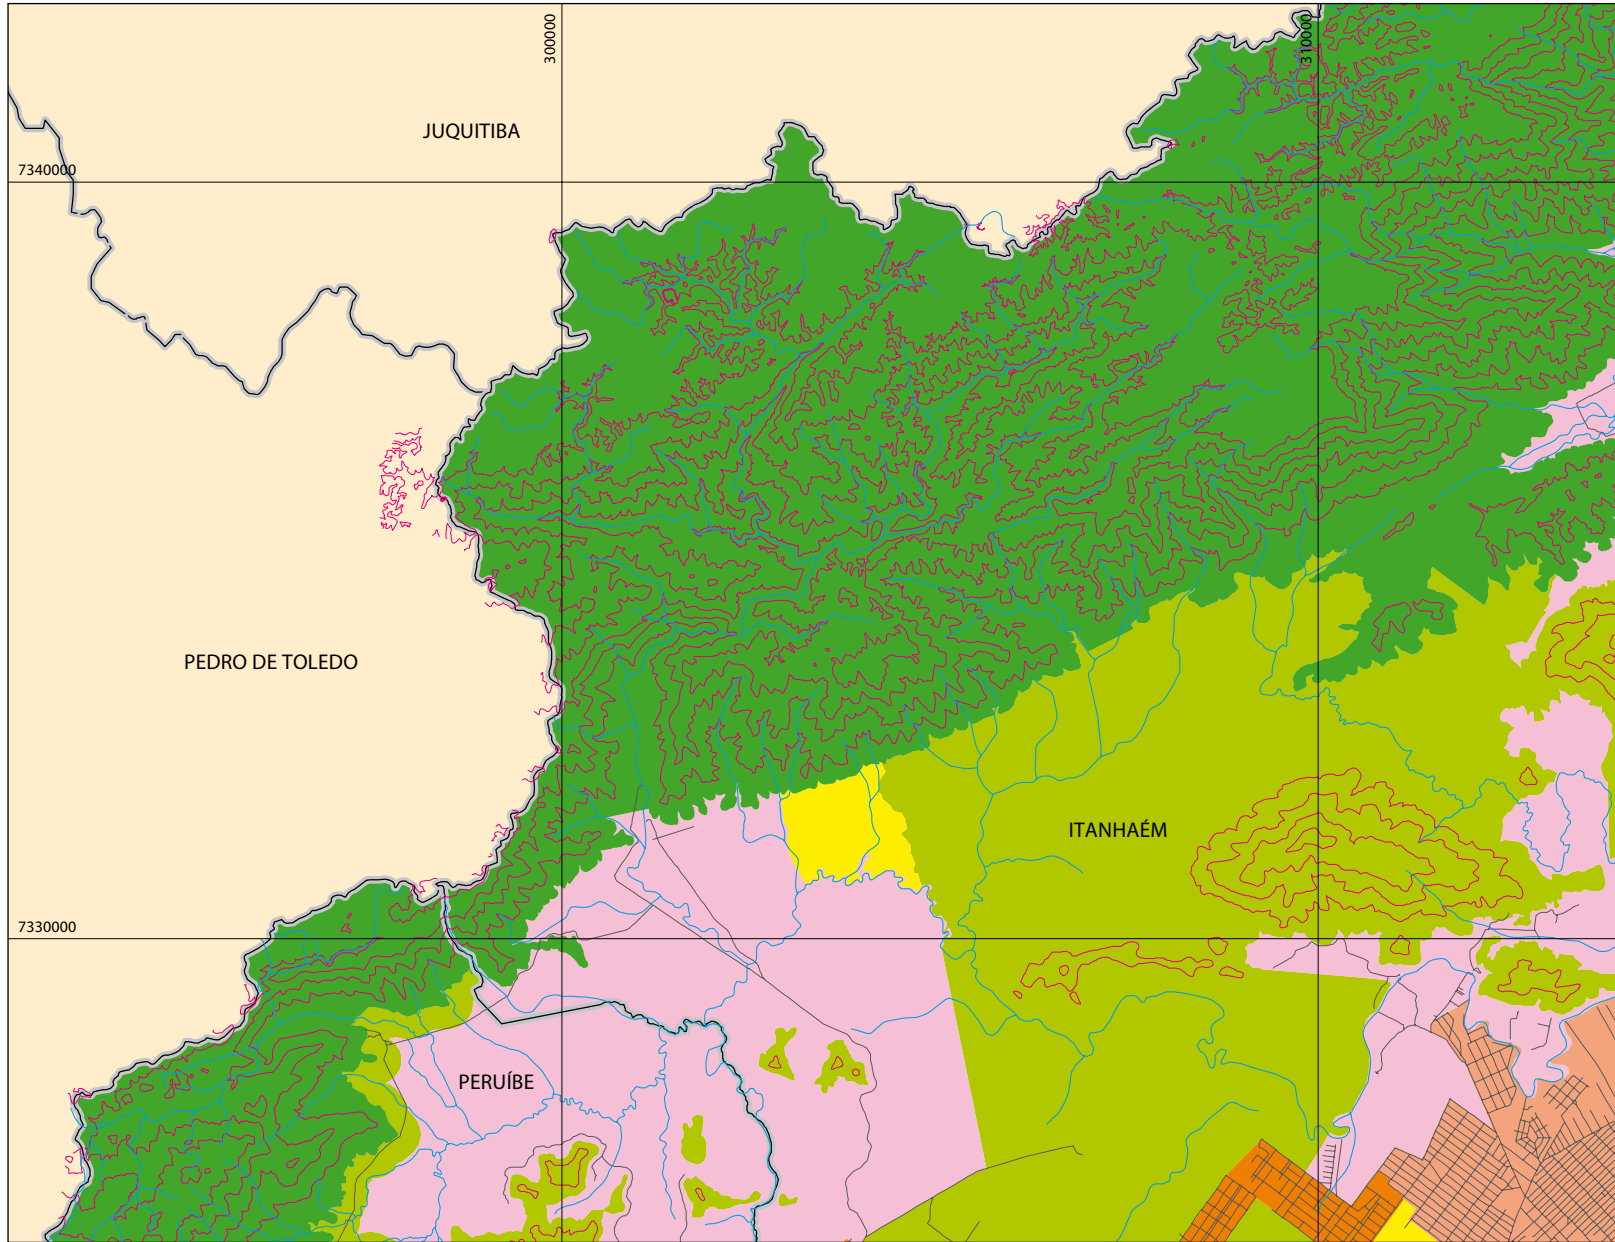 300000
310000
JUQUITIBA
7340000
PEDRO DE TOLEDO
ITANHAÉM
7330000
PERUÍBE